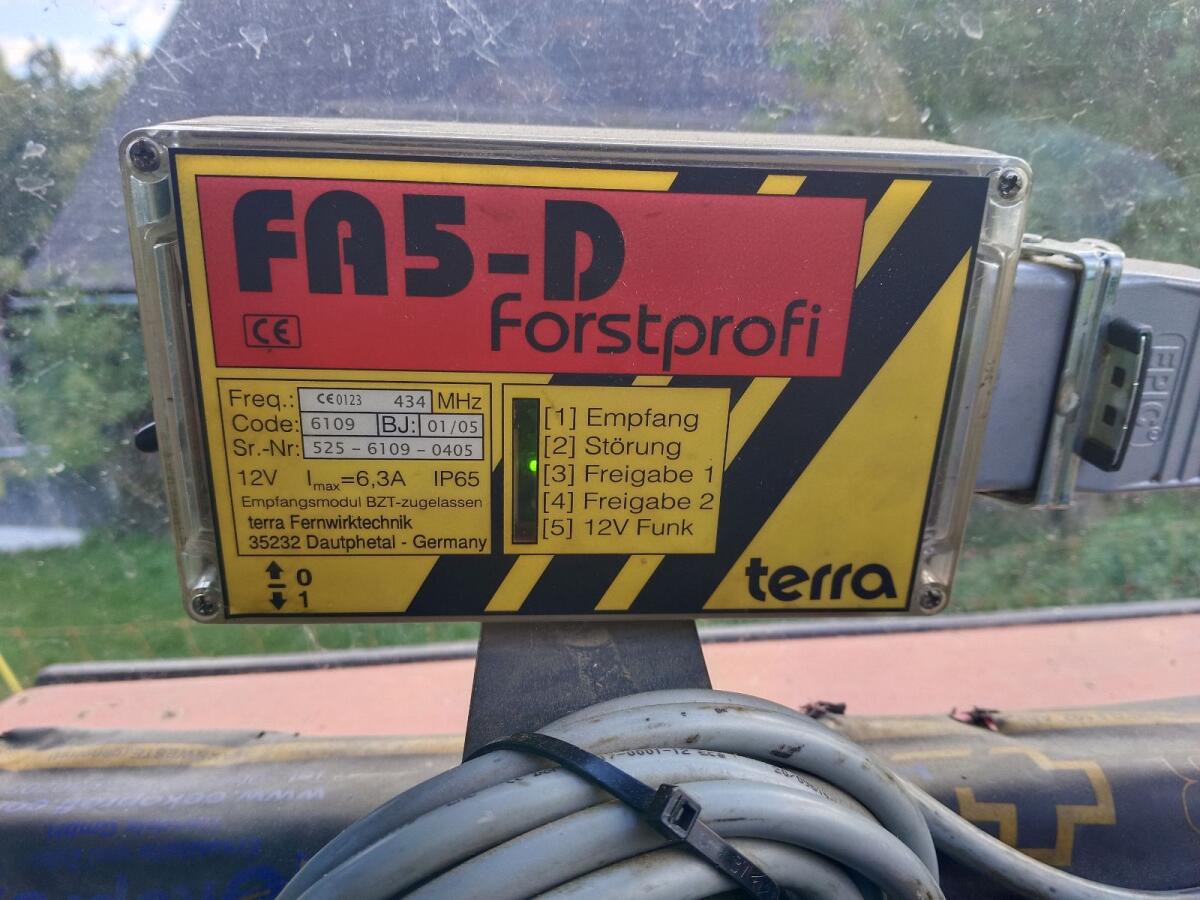 FA5-D
forstprofi
CE
Freq.: CE0123 434 MHz
Code: 6109 BJ: 01/05
Sr.-Nr: 525 - 6109 - 0405
12V Imax=6,3A IP65
Empfangsmodul BZT-zugelassen
terra Fernwirktechnik
35232 Dautphetal - Germany
[1] Empfang
[2] Störung
[3] Freigabe 1
[4] Freigabe 2
[5] 12V Funk
0
1
terra
EPIC